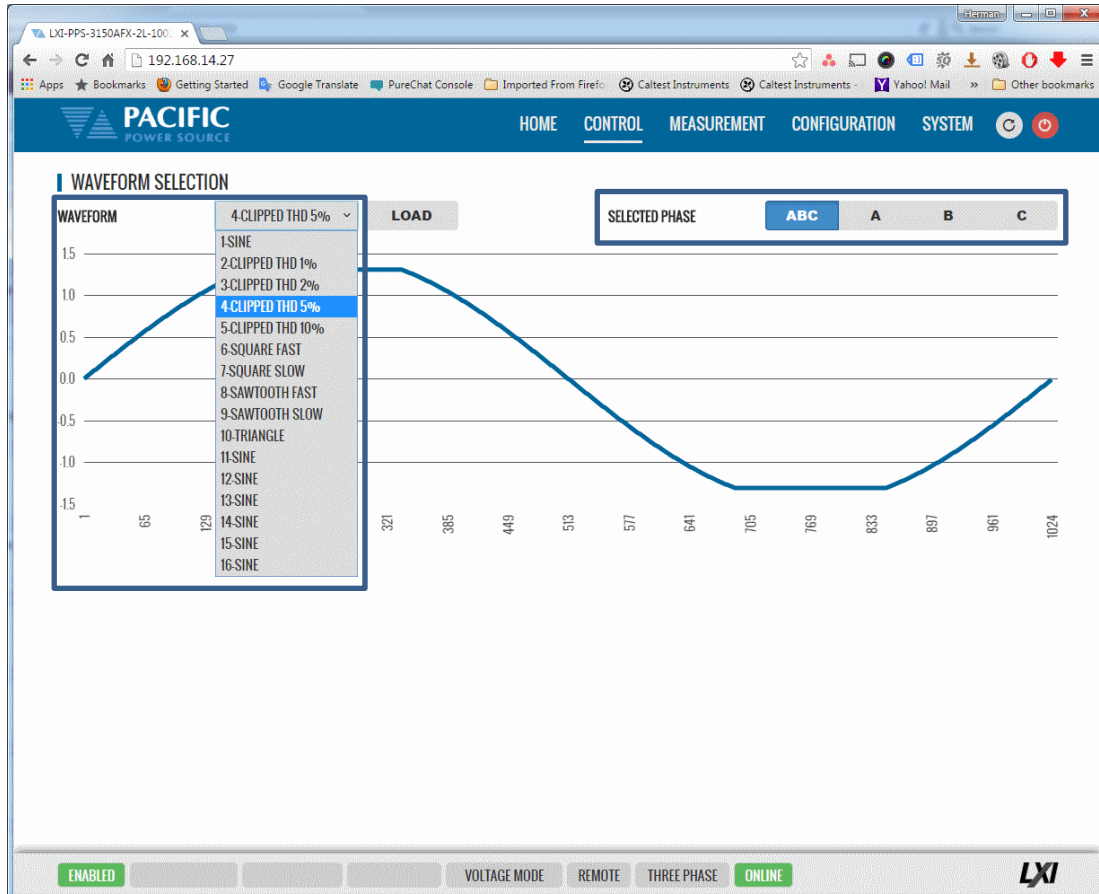 Herman
LXI-PPS-3150AFX-2L-100
192.168.14.27
Apps Bookmarks Getting Started Google Translate PureChat Console Imported From Firefo Caltest Instruments Caltest Instruments - Yahoo! Mail » Other bookmarks
PACIFIC
POWER SOURCE
HOME CONTROL MEASUREMENT CONFIGURATION SYSTEM
WAVEFORM SELECTION
WAVEFORM 4-CLIPPED THD 5% LOAD SELECTED PHASE ABC A B C
1-SINE
2-CLIPPED THD 1%
3-CLIPPED THD 2%
4-CLIPPED THD 5%
5-CLIPPED THD 10%
6-SQUARE FAST
7-SQUARE SLOW
8-SAWTOOTH FAST
9-SAWTOOTH SLOW
10-TRIANGLE
11-SINE
12-SINE
13-SINE
14-SINE
15-SINE
16-SINE
1.5
1.0
0.5
0.0
-0.5
-1.0
-1.5
1 65 129 321 385 449 513 577 641 705 769 833 897 961 1024
ENABLED VOLTAGE MODE REMOTE THREE PHASE ONLINE LXI